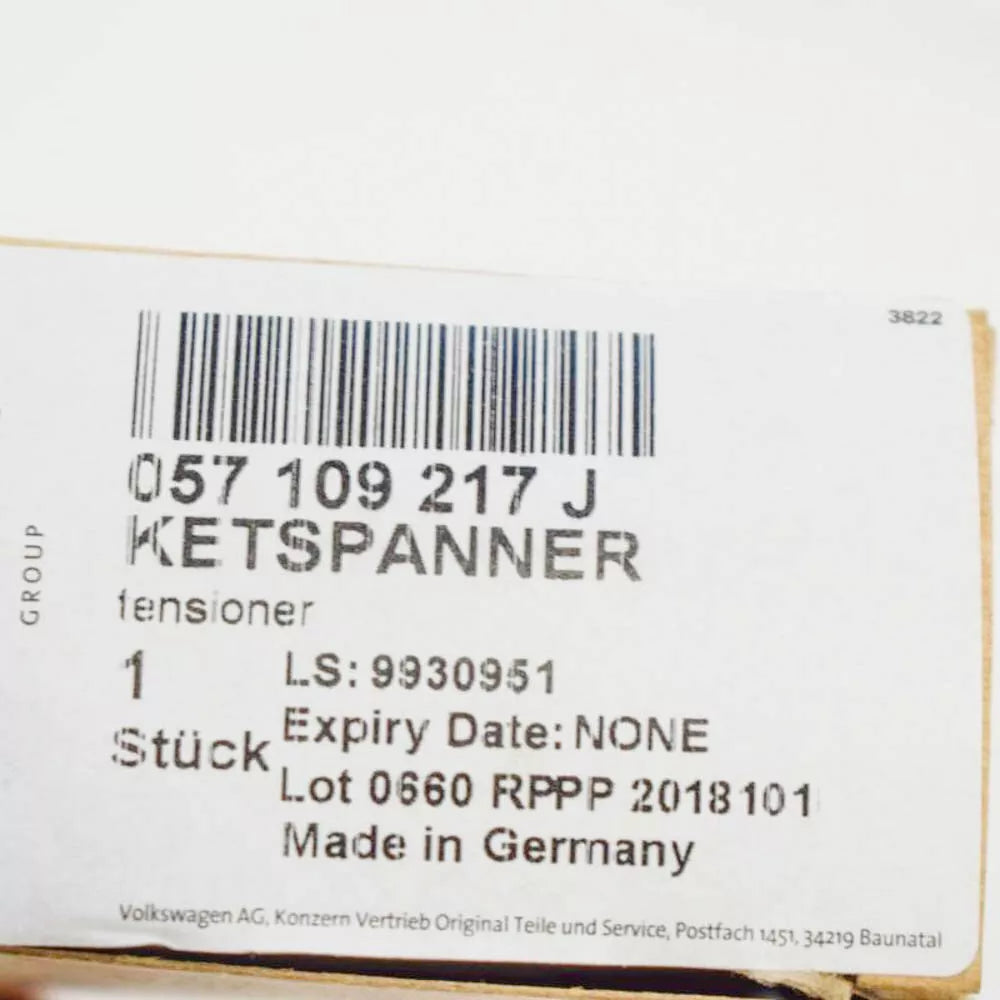 3822
057 109 217 J
KETSPANNER
tensioner
1
Stück
LS: 9930951
Expiry Date: NONE
Lot 0660 RPPP 2018101
Made in Germany
GROUP
Volkswagen AG, Konzern Vertrieb Original Teile und Service, Postfach 1451, 34219 Baunatal